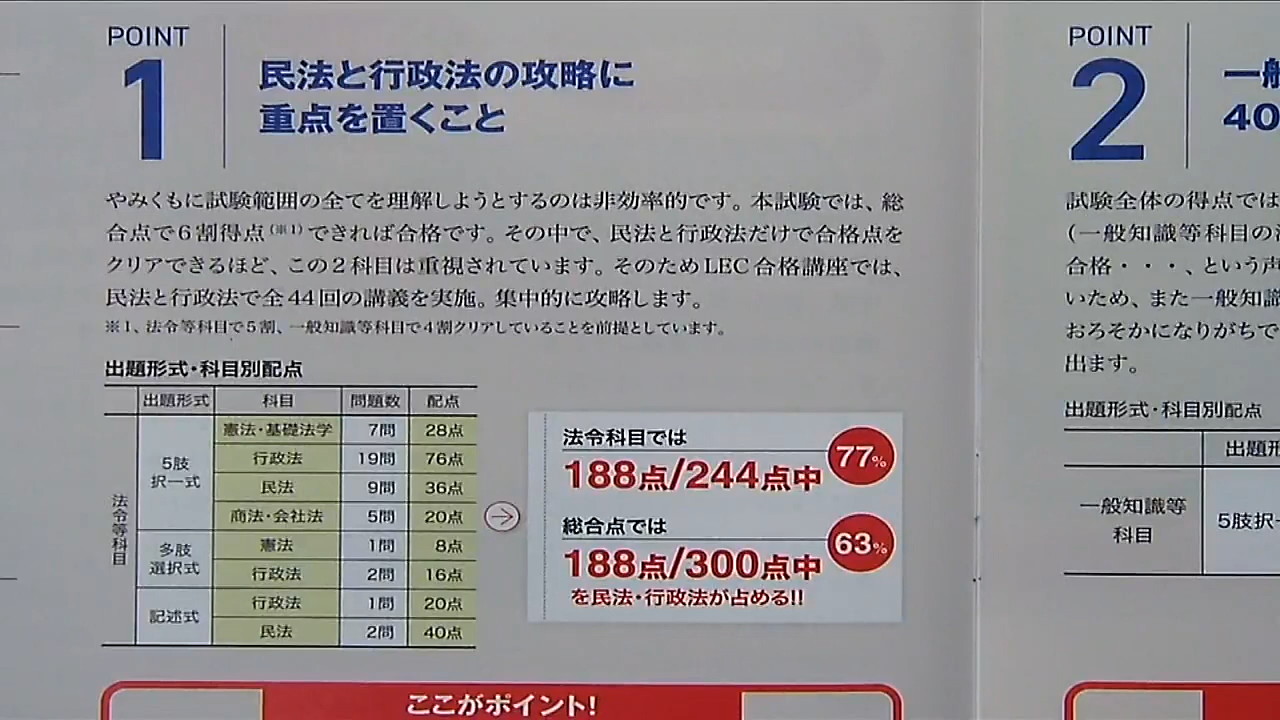 POINT
1
民法と行政法の攻略に
重点を置くこと
やみくもに試験範囲の全てを理解しようとするのは非効率的です。本試験では、総
合点で6割得点(※1)できれば合格です。その中で、民法と行政法だけで合格点を
クリアできるほど、この2科目は重視されています。そのためLEC合格講座では、
民法と行政法で全44回の講義を実施。集中的に攻略します。
※1、法令等科目で5割、一般知識等科目で4割クリアしていることを前提としています。
出題形式・科目別配点
出題形式 科目 問題数 配点
法令等科目
5肢
択一式
憲法・基礎法学 7問 28点
行政法 19問 76点
民法 9問 36点
商法・会社法 5問 20点
多肢
選択式
憲法 1問 8点
行政法 2問 16点
記述式
行政法 1問 20点
民法 2問 40点
法令科目では
188点/244点中
77%
総合点では
188点/300点中
63%
を民法・行政法が占める!!
ここがポイント!
POINT
2
一般
40
試験全体の得点では
(一般知識等科目の
合格・・・、という声
いため、また一般知識
おろそかになりがちで
出ます。
出題形式・科目別配点
出題形
一般知識等
科目
5肢択一